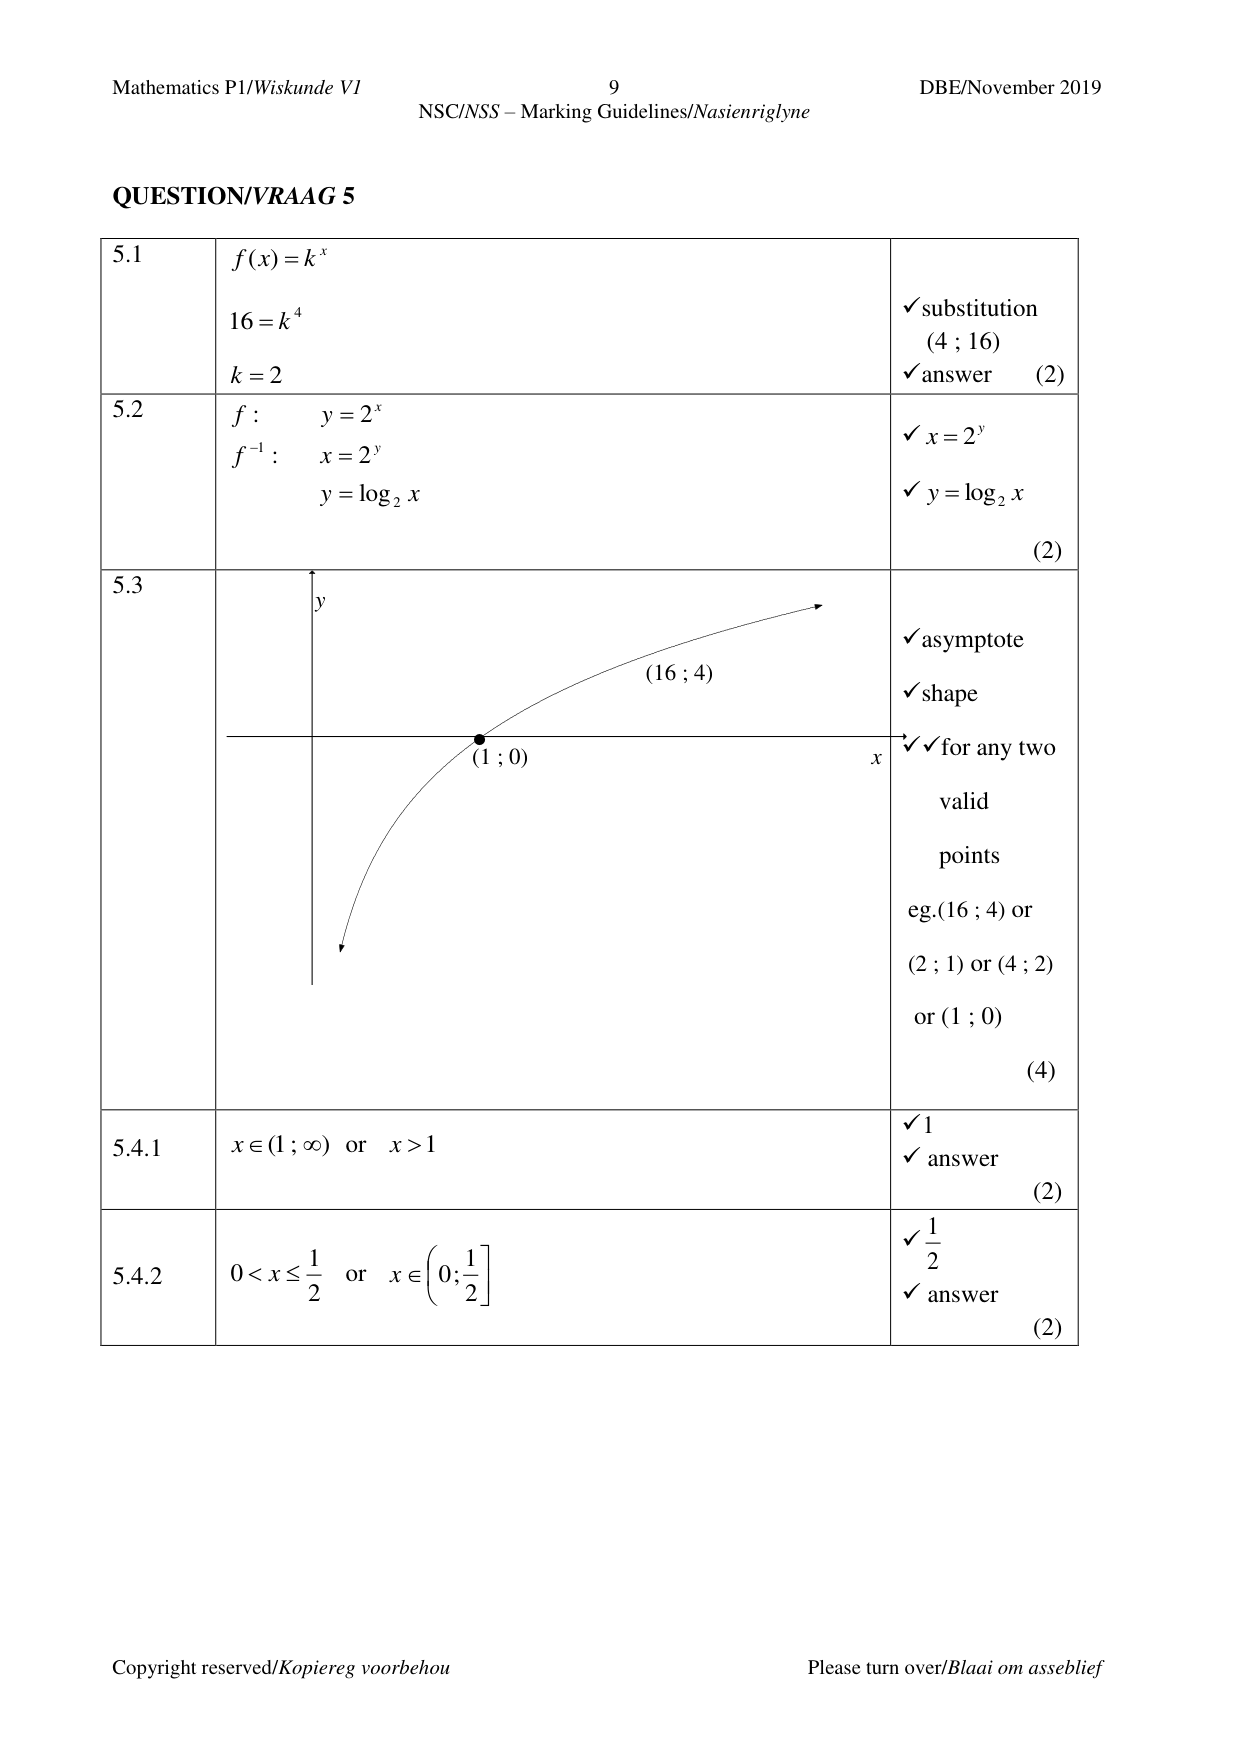 Mathematics P1/Wiskunde V1 9 DBE/November 2019
NSC/NSS – Marking Guidelines/Nasienriglyne
QUESTION/VRAAG 5
5.1
f(x) = k^x
16 = k^4
k = 2
✓substitution
(4 ; 16)
✓answer (2)
5.2
f : y = 2^x
f^{-1} : x = 2^y
y = log_2 x
✓ x = 2^y
✓ y = log_2 x
(2)
5.3
y
(16 ; 4)
(1 ; 0)
x
✓asymptote
✓shape
✓✓for any two
valid
points
eg.(16 ; 4) or
(2 ; 1) or (4 ; 2)
or (1 ; 0)
(4)
5.4.1
x ∈ (1 ; ∞) or x > 1
✓1
✓ answer
(2)
5.4.2
0 < x ≤ 1/2 or x ∈ (0; 1/2]
✓ 1/2
✓ answer
(2)
Copyright reserved/Kopiereg voorbehou Please turn over/Blaai om asseblief